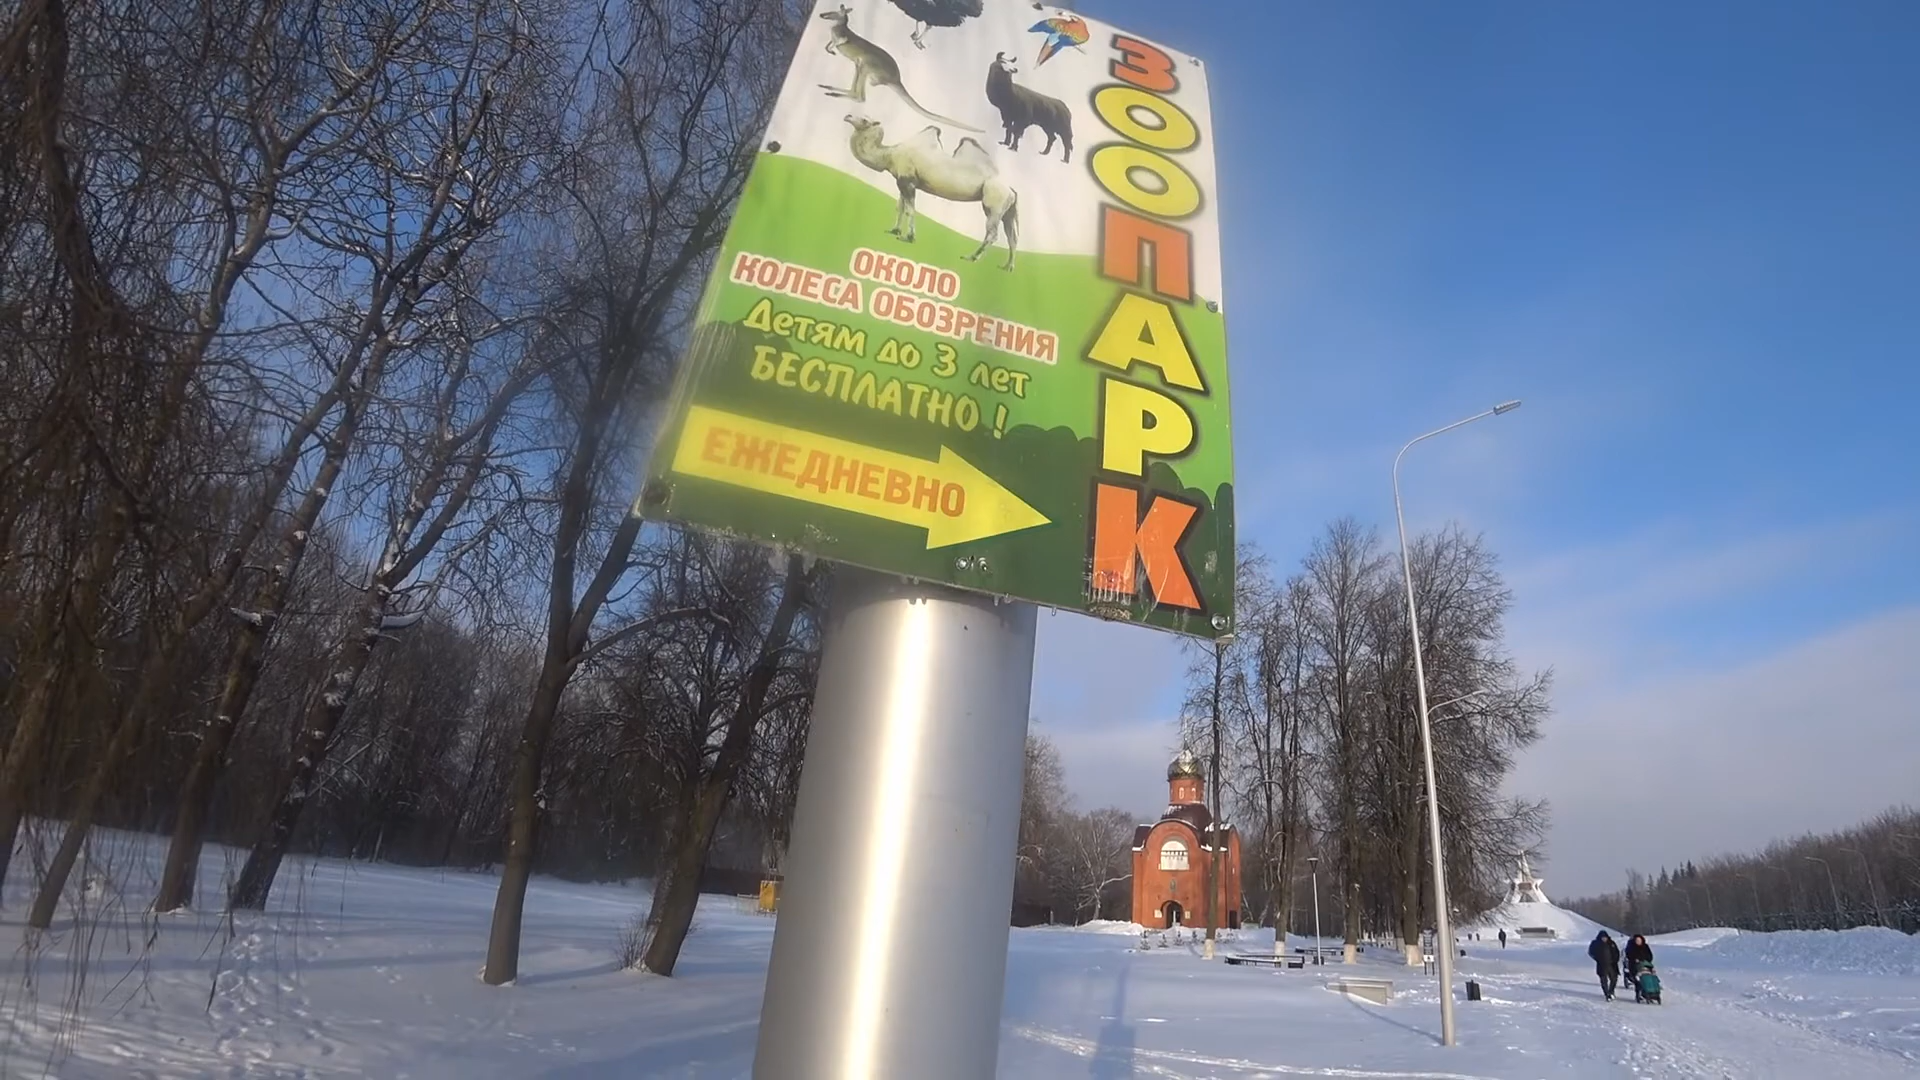 ЗООПАРК
ОКОЛО
КОЛЕСА ОБОЗРЕНИЯ
Детям до 3 лет
БЕСПЛАТНО !
ЕЖЕДНЕВНО